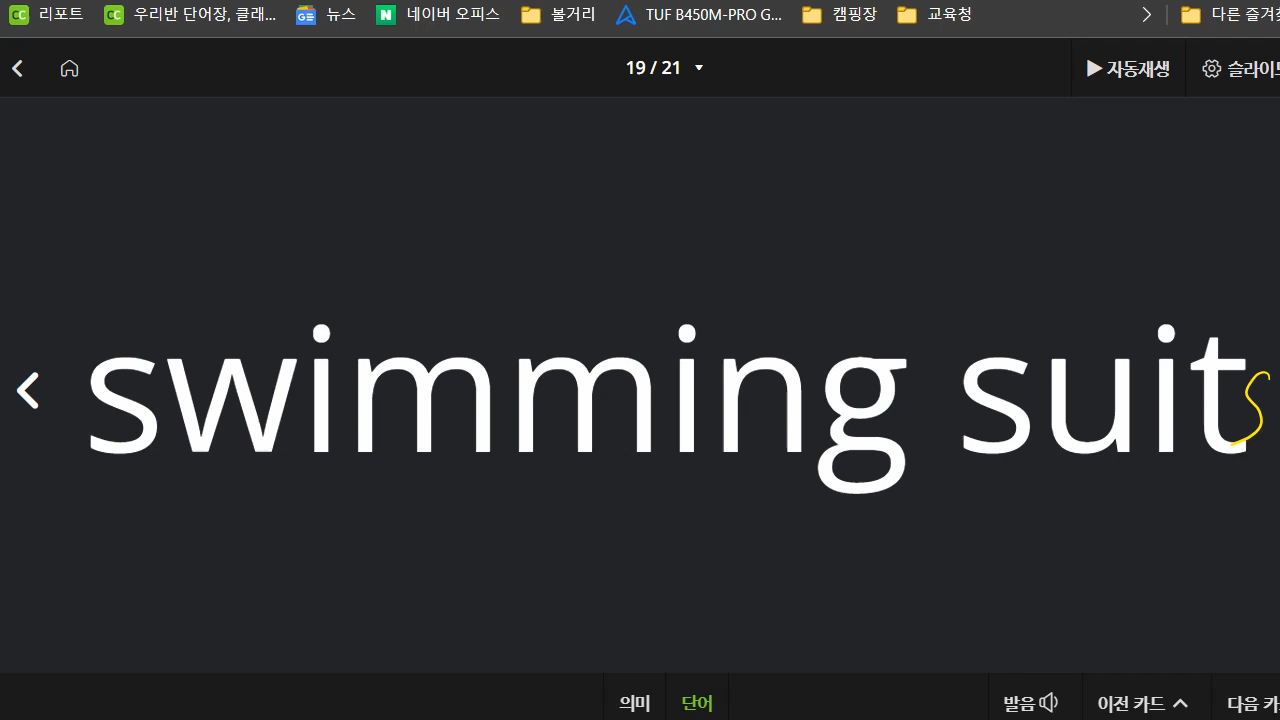 리포트 우리반 단어장, 클래... 뉴스 네이버 오피스 볼거리 TUF B450M-PRO G... 캠핑장 교육청 다른 즐겨
19 / 21 자동재생 슬라이드
swimming suits
의미 단어 발음 이전 카드 다음 카